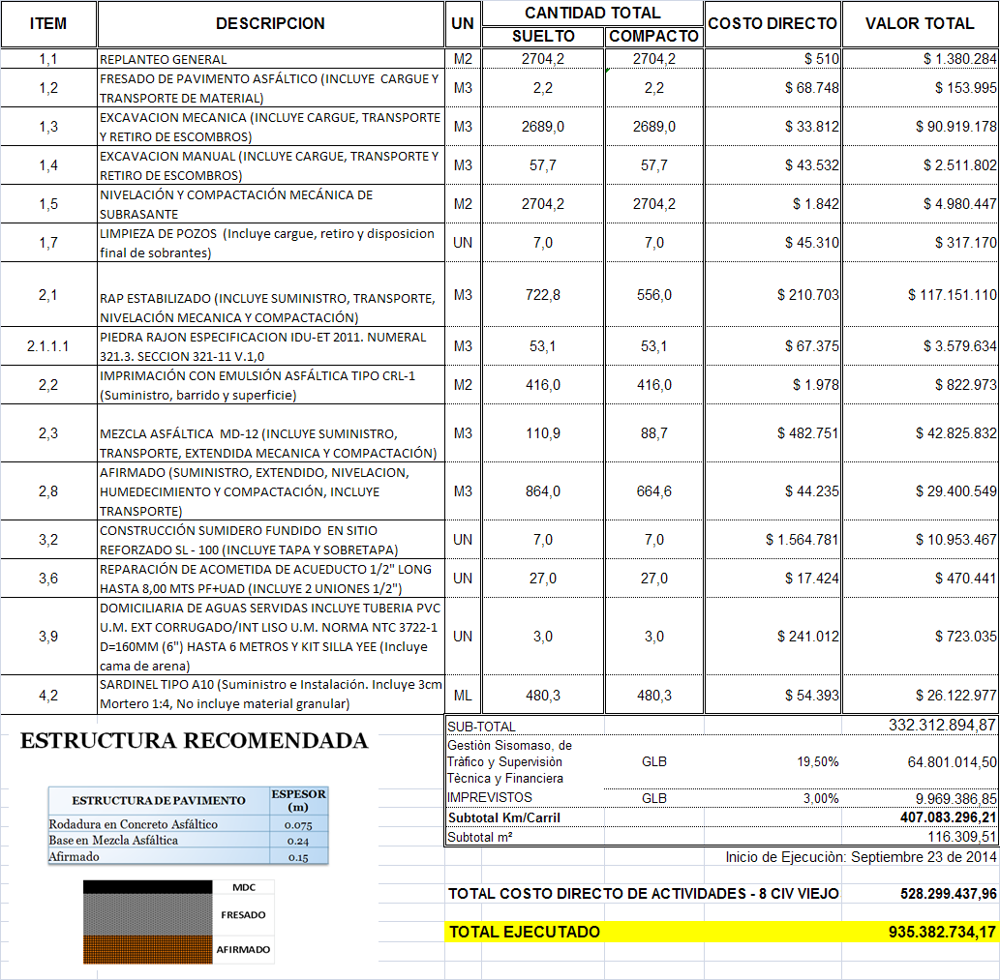 ITEM DESCRIPCION UN CANTIDAD TOTAL COSTO DIRECTO VALOR TOTAL
SUELTO COMPACTO
1,1 REPLANTEO GENERAL M2 2704,2 2704,2 $ 510 $ 1.380.284
1,2 FRESADO DE PAVIMENTO ASFÁLTICO (INCLUYE CARGUE Y
TRANSPORTE DE MATERIAL) M3 2,2 2,2 $ 68.748 $ 153.995
1,3 EXCAVACION MECANICA (INCLUYE CARGUE, TRANSPORTE
Y RETIRO DE ESCOMBROS) M3 2689,0 2689,0 $ 33.812 $ 90.919.178
1,4 EXCAVACION MANUAL (INCLUYE CARGUE, TRANSPORTE Y
RETIRO DE ESCOMBROS) M3 57,7 57,7 $ 43.532 $ 2.511.802
1,5 NIVELACIÓN Y COMPACTACIÓN MECÁNICA DE
SUBRASANTE M2 2704,2 2704,2 $ 1.842 $ 4.980.447
1,7 LIMPIEZA DE POZOS (Incluye cargue, retiro y disposicion
final de sobrantes) UN 7,0 7,0 $ 45.310 $ 317.170
2,1 RAP ESTABILIZADO (INCLUYE SUMINISTRO, TRANSPORTE,
NIVELACIÓN MECANICA Y COMPACTACIÓN) M3 722,8 556,0 $ 210.703 $ 117.151.110
2.1.1.1 PIEDRA RAJON ESPECIFICACION IDU-ET 2011. NUMERAL
321.3. SECCION 321-11 V.1,0 M3 53,1 53,1 $ 67.375 $ 3.579.634
2,2 IMPRIMACIÓN CON EMULSIÓN ASFÁLTICA TIPO CRL-1
(Suministro, barrido y superficie) M2 416,0 416,0 $ 1.978 $ 822.973
2,3 MEZCLA ASFÁLTICA MD-12 (INCLUYE SUMINISTRO,
TRANSPORTE, EXTENDIDA MECANICA Y COMPACTACIÓN) M3 110,9 88,7 $ 482.751 $ 42.825.832
2,8 AFIRMADO (SUMINISTRO, EXTENDIDO, NIVELACION,
HUMEDECIMIENTO Y COMPACTACIÓN, INCLUYE
TRANSPORTE) M3 864,0 664,6 $ 44.235 $ 29.400.549
3,2 CONSTRUCCIÓN SUMIDERO FUNDIDO EN SITIO
REFORZADO SL - 100 (INCLUYE TAPA Y SOBRETAPA) UN 7,0 7,0 $ 1.564.781 $ 10.953.467
3,6 REPARACIÓN DE ACOMETIDA DE ACUEDUCTO 1/2" LONG
HASTA 8,00 MTS PF+UAD (INCLUYE 2 UNIONES 1/2") UN 27,0 27,0 $ 17.424 $ 470.441
3,9 DOMICILIARIA DE AGUAS SERVIDAS INCLUYE TUBERIA PVC
U.M. EXT CORRUGADO/INT LISO U.M. NORMA NTC 3722-1
D=160MM (6") HASTA 6 METROS Y KIT SILLA YEE (Incluye
cama de arena) UN 3,0 3,0 $ 241.012 $ 723.035
4,2 SARDINEL TIPO A10 (Suministro e Instalación. Incluye 3cm
Mortero 1:4, No incluye material granular) ML 480,3 480,3 $ 54.393 $ 26.122.977
SUB-TOTAL 332.312.894,87
Gestiòn Sisomaso, de
Tràfico y Supervisiòn
Tècnica y Financiera GLB 19,50% 64.801.014,50
IMPREVISTOS GLB 3,00% 9.969.386,85
Subtotal Km/Carril 407.083.296,21
Subtotal m² 116.309,51
Inicio de Ejecuciòn: Septiembre 23 de 2014
TOTAL COSTO DIRECTO DE ACTIVIDADES - 8 CIV VIEJO 528.299.437,96
TOTAL EJECUTADO 935.382.734,17
ESTRUCTURA RECOMENDADA
ESTRUCTURA DE PAVIMENTO ESPESOR
(m)
Rodadura en Concreto Asfáltico 0.075
Base en Mezcla Asfáltica 0.24
Afirmado 0.15
MDC
FRESADO
AFIRMADO